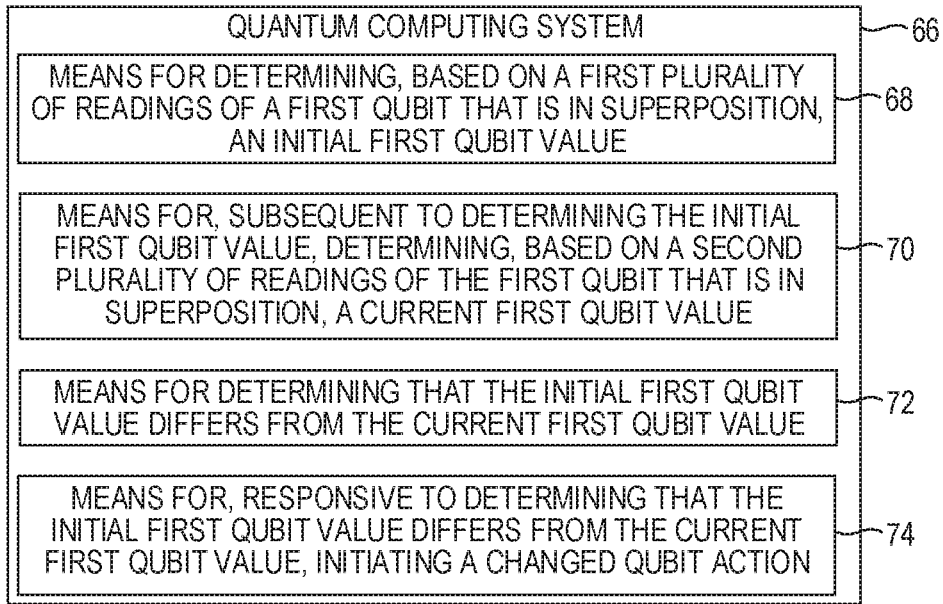 QUANTUM COMPUTING SYSTEM
66
MEANS FOR DETERMINING, BASED ON A FIRST PLURALITY
OF READINGS OF A FIRST QUBIT THAT IS IN SUPERPOSITION,
AN INITIAL FIRST QUBIT VALUE
68
MEANS FOR, SUBSEQUENT TO DETERMINING THE INITIAL
FIRST QUBIT VALUE, DETERMINING, BASED ON A SECOND
PLURALITY OF READINGS OF THE FIRST QUBIT THAT IS IN
SUPERPOSITION, A CURRENT FIRST QUBIT VALUE
70
MEANS FOR DETERMINING THAT THE INITIAL FIRST QUBIT
VALUE DIFFERS FROM THE CURRENT FIRST QUBIT VALUE
72
MEANS FOR, RESPONSIVE TO DETERMINING THAT THE
INITIAL FIRST QUBIT VALUE DIFFERS FROM THE CURRENT
FIRST QUBIT VALUE, INITIATING A CHANGED QUBIT ACTION
74